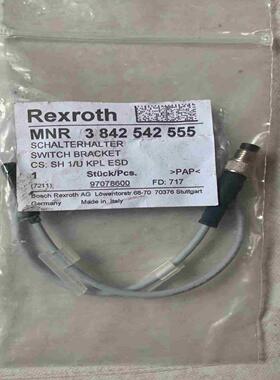 Rexroth
MNR 3 842 542 555
SCHALTERHALTER
SWITCH BRACKET
CS. SH 1/U KPL ESD
1 Stück/Pcs. >PAP<
(7211) 97078600 FD: 717
Bosch Rexroth AG Löwentorstr.68-70 70376 Stuttgart
Germany Made in Italy